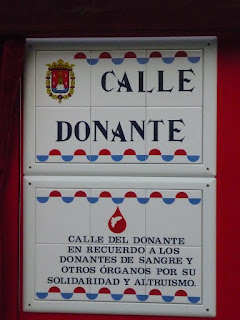 CALLE
DONANTE
CALLE DEL DONANTE
EN RECUERDO A LOS
DONANTES DE SANGRE Y
OTROS ÓRGANOS POR SU
SOLIDARIDAD Y ALTRUISMO.